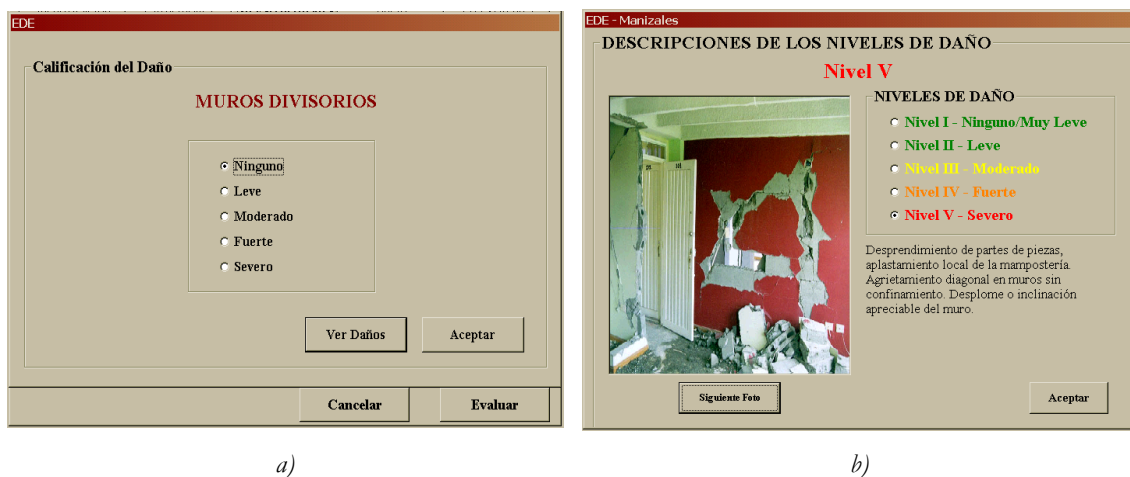 EDE
Calificación del Daño
MUROS DIVISORIOS
Ninguno
Leve
Moderado
Fuerte
Severo
Ver Daños
Aceptar
Cancelar
Evaluar
a)
EDE - Manizales
DESCRIPCIONES DE LOS NIVELES DE DAÑO
Nivel V
NIVELES DE DAÑO
Nivel I - Ninguno/Muy Leve
Nivel II - Leve
Nivel III - Moderado
Nivel IV - Fuerte
Nivel V - Severo
Desprendimiento de partes de piezas,
aplastamiento local de la mampostería.
Agrietamiento diagonal en muros sin
confinamiento. Desplome o inclinación
apreciable del muro.
Siguiente Foto
Aceptar
b)